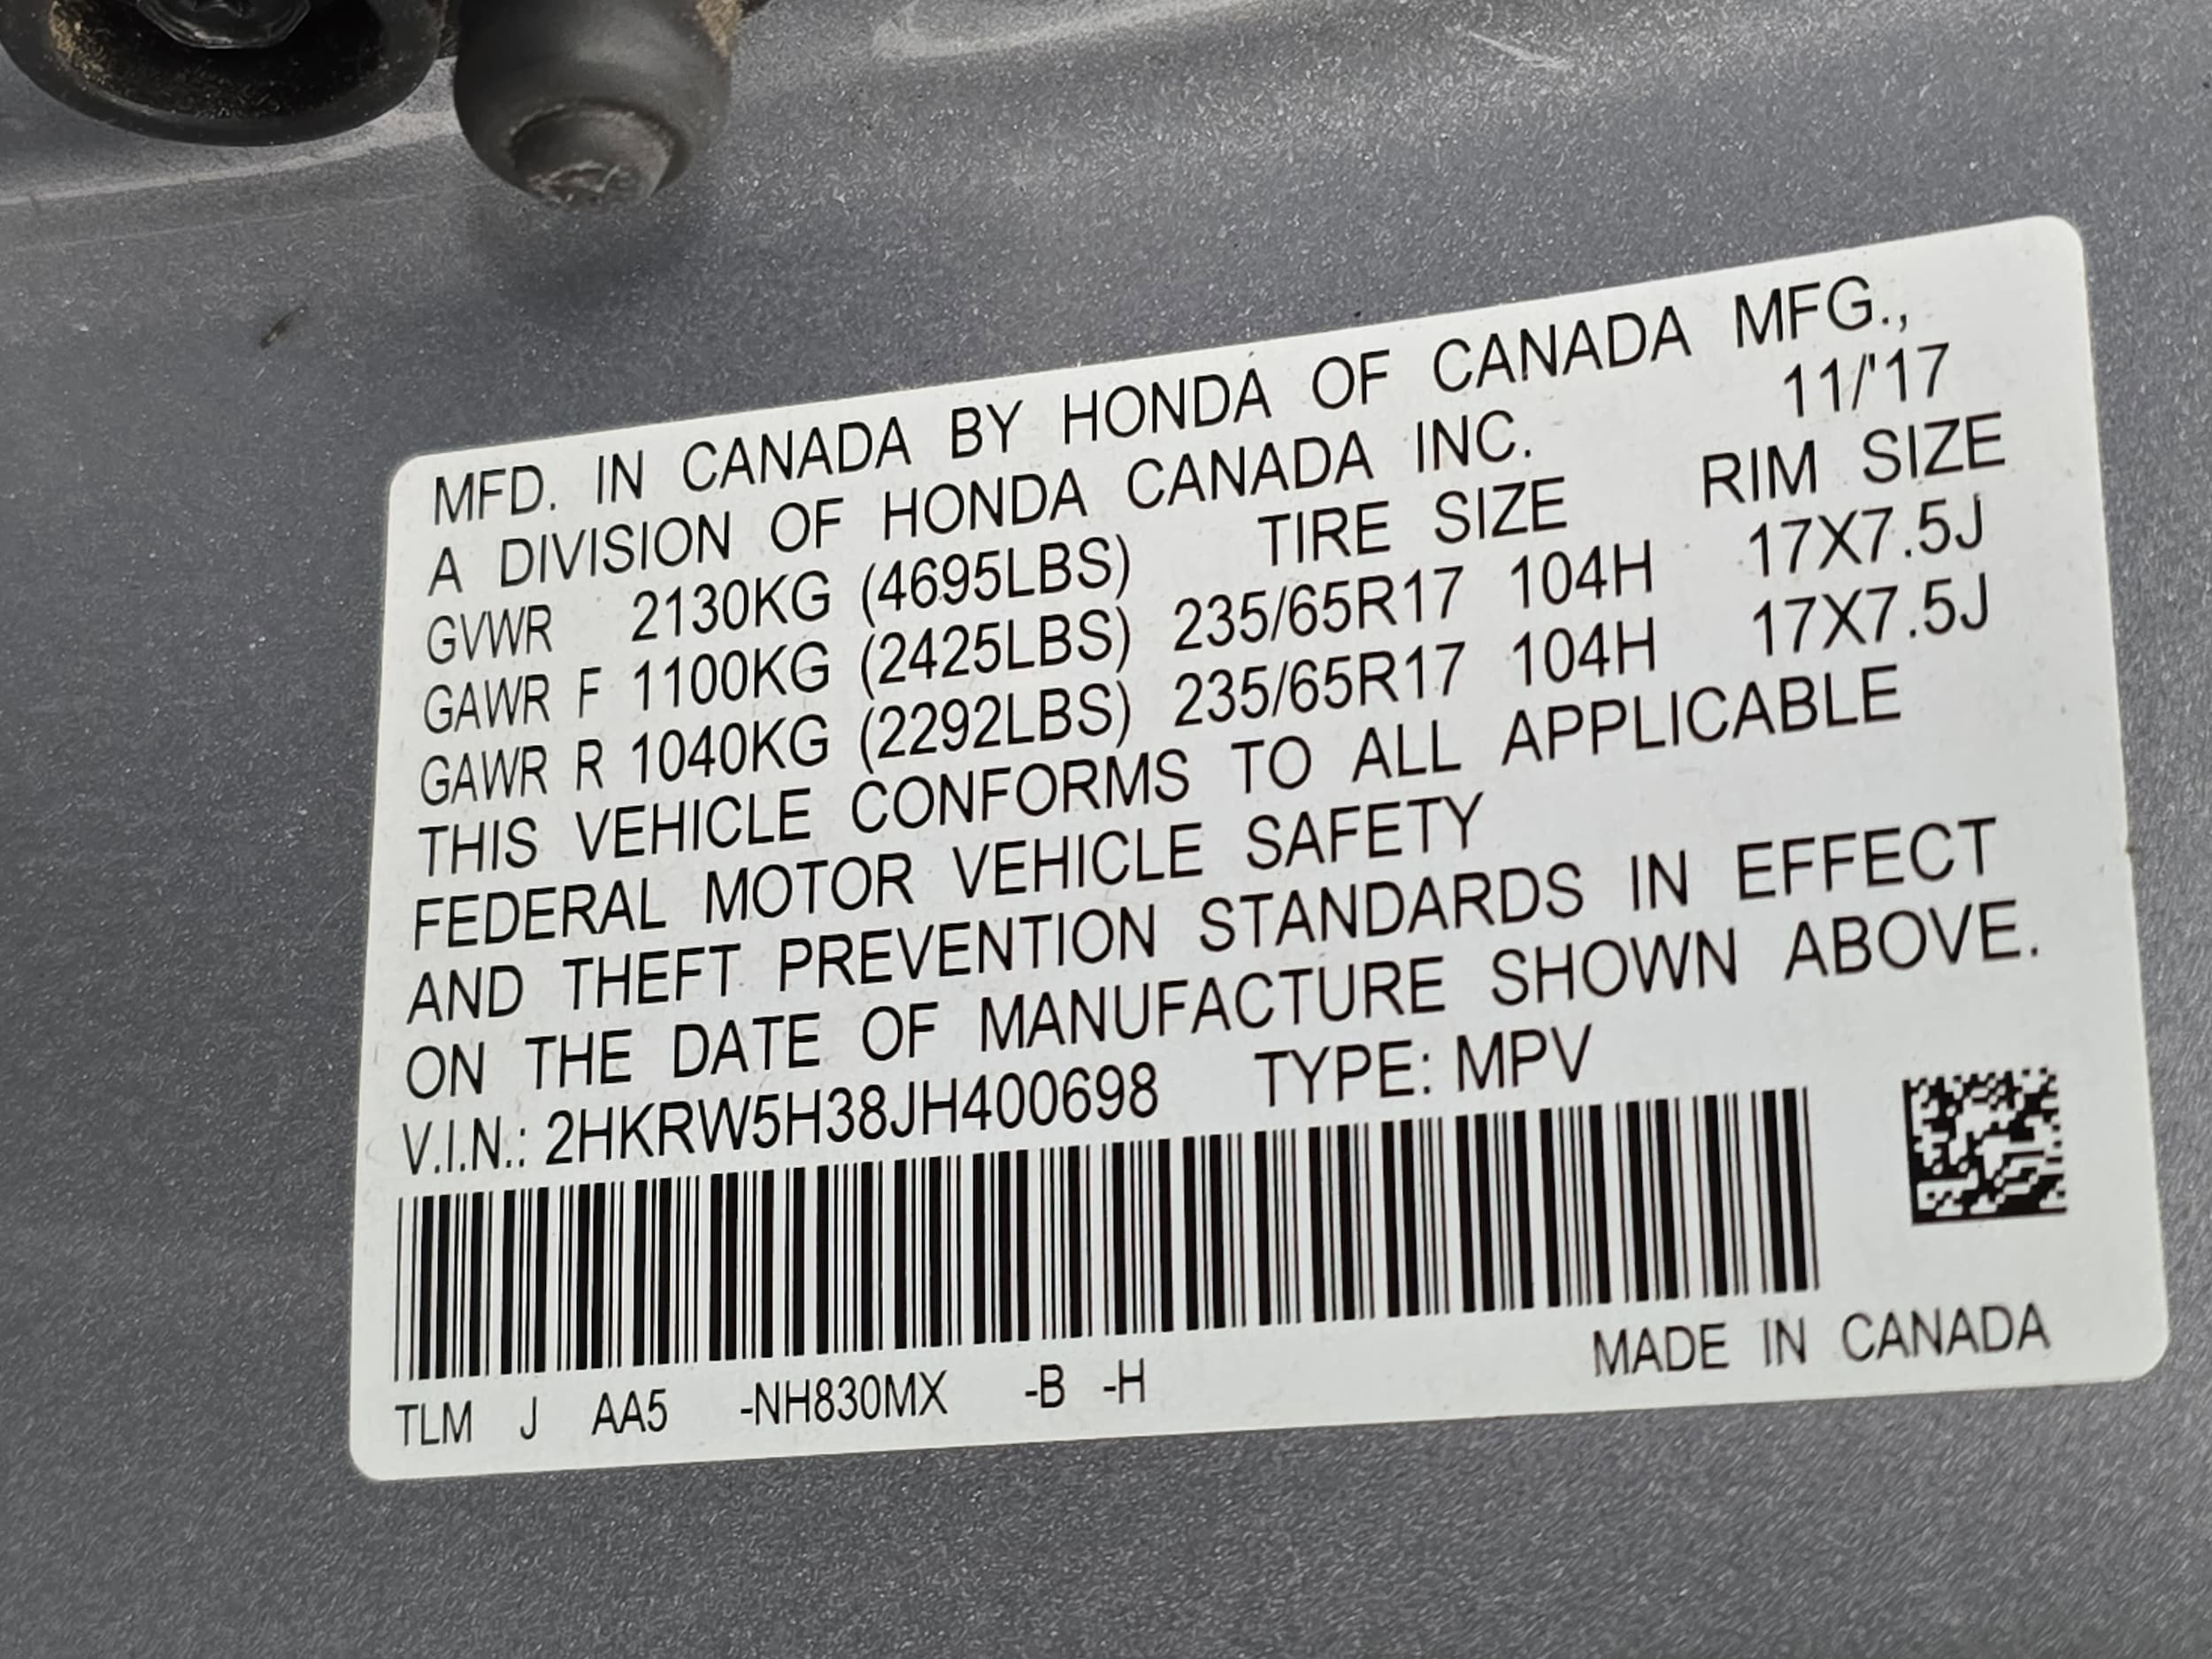 MFD. IN CANADA BY HONDA OF CANADA MFG.,
A DIVISION OF HONDA CANADA INC. 11/'17
GVWR 2130KG (4695LBS) TIRE SIZE RIM SIZE
GAWR F 1100KG (2425LBS) 235/65R17 104H 17X7.5J
GAWR R 1040KG (2292LBS) 235/65R17 104H 17X7.5J
THIS VEHICLE CONFORMS TO ALL APPLICABLE
FEDERAL MOTOR VEHICLE SAFETY
AND THEFT PREVENTION STANDARDS IN EFFECT
ON THE DATE OF MANUFACTURE SHOWN ABOVE.
V.I.N.: 2HKRW5H38JH400698 TYPE: MPV
TLM J AA5 -NH830MX -B -H MADE IN CANADA